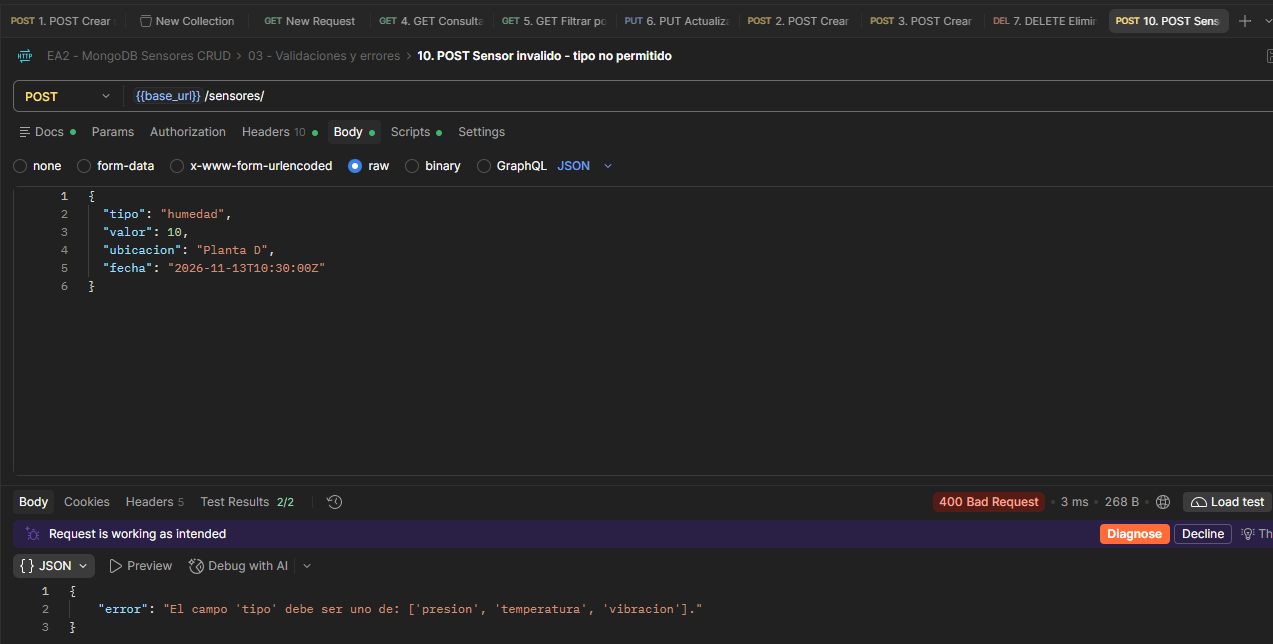 POST 1. POST Crear New Collection GET New Request GET 4. GET Consulta GET 5. GET Filtrar po PUT 6. PUT Actualiza POST 2. POST Crear POST 3. POST Crear DEL 7. DELETE Elimin POST 10. POST Sens
HTTP EA2 - MongoDB Sensores CRUD > 03 - Validaciones y errores > 10. POST Sensor invalido - tipo no permitido
POST {{base_url}} /sensores/
Docs Params Authorization Headers 10 Body Scripts Settings
none form-data x-www-form-urlencoded raw binary GraphQL JSON
1 {
2 "tipo": "humedad",
3 "valor": 10,
4 "ubicacion": "Planta D",
5 "fecha": "2026-11-13T10:30:00Z"
6 }
Body Cookies Headers 5 Test Results 2/2 400 Bad Request • 3 ms • 268 B Load test
Request is working as intended Diagnose Decline Th
{} JSON Preview Debug with AI
1 {
2 "error": "El campo 'tipo' debe ser uno de: ['presion', 'temperatura', 'vibracion']."
3 }